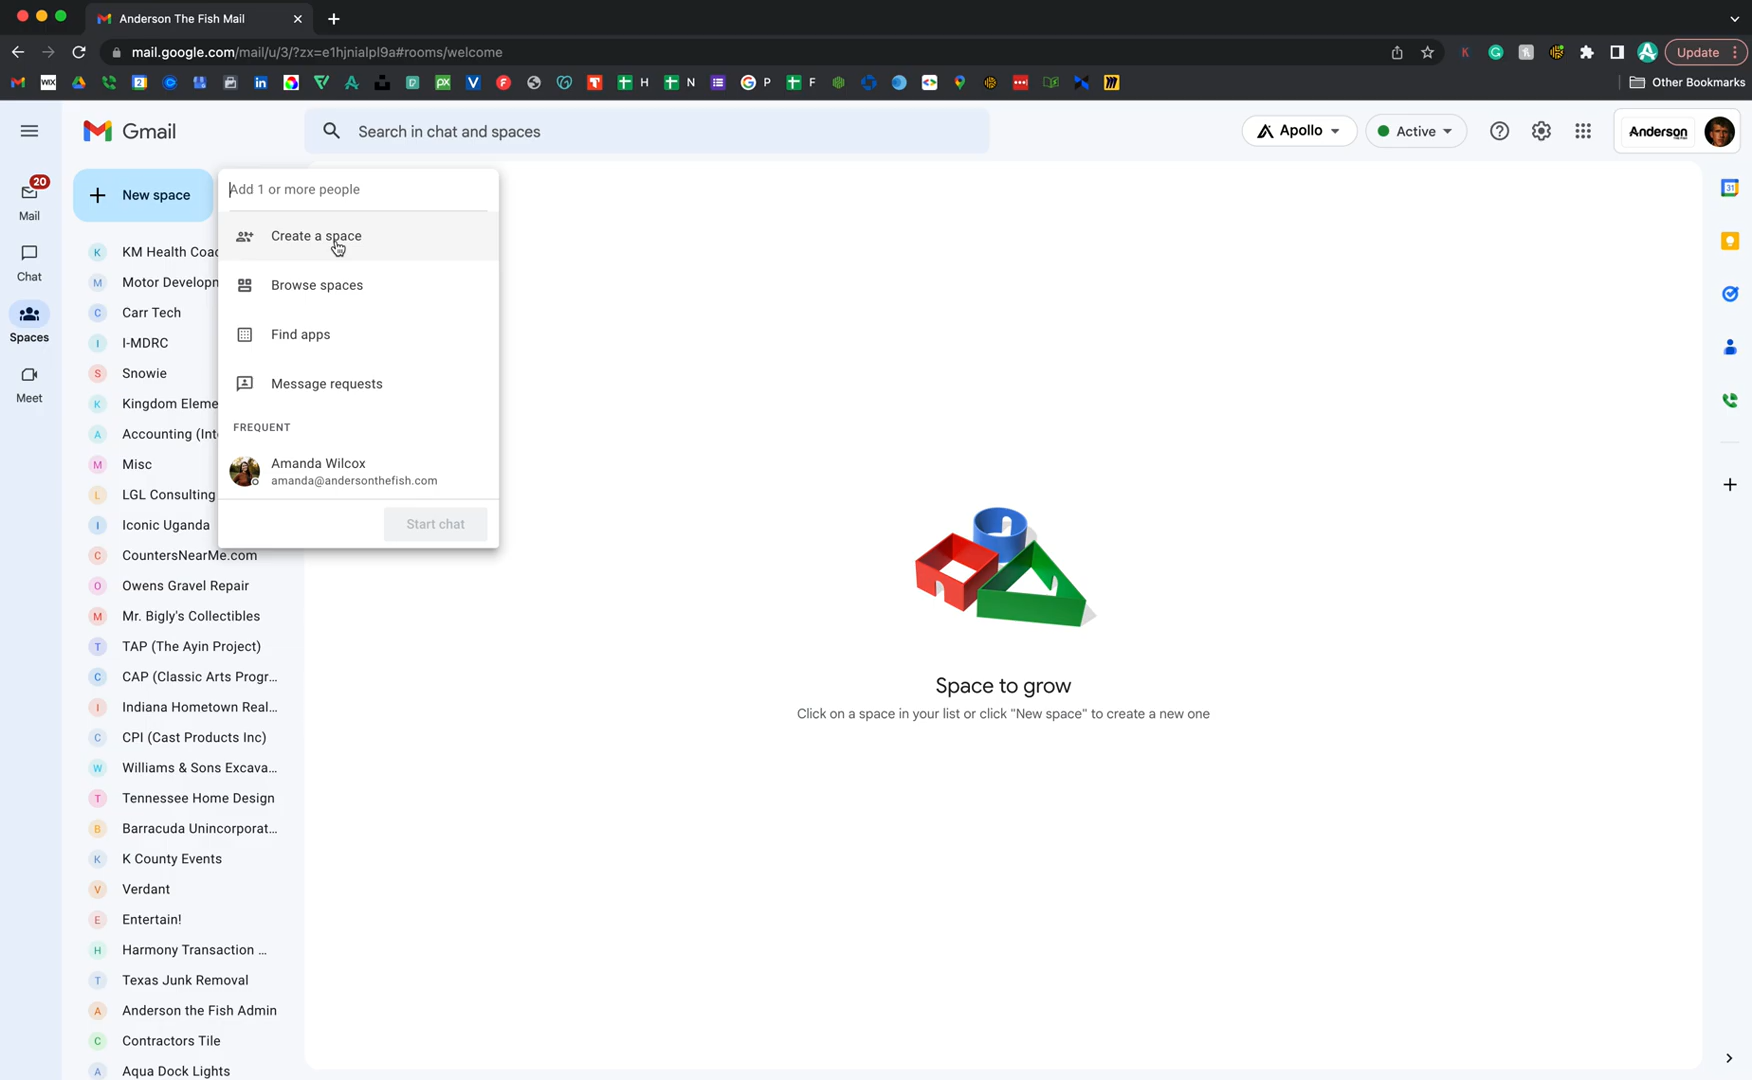 Anderson The Fish Mail
mail.google.com/mail/u/3/?zx=e1hjnialpl9a#rooms/welcome
Update
H
N
P
F
Other Bookmarks
Gmail
Search in chat and spaces
Apollo
Active
Anderson
20
Mail
Chat
Spaces
Meet
New space
Add 1 or more people
Create a space
Browse spaces
Find apps
Message requests
FREQUENT
Amanda Wilcox
amanda@andersonthefish.com
Start chat
K KM Health Coac
M Motor Developn
C Carr Tech
I I-MDRC
S Snowie
K Kingdom Eleme
A Accounting (Int
M Misc
L LGL Consulting
I Iconic Uganda
C CountersNearMe.com
O Owens Gravel Repair
M Mr. Bigly's Collectibles
T TAP (The Ayin Project)
C CAP (Classic Arts Progr...
I Indiana Hometown Real...
C CPI (Cast Products Inc)
W Williams & Sons Excava...
T Tennessee Home Design
B Barracuda Unincorporat...
K K County Events
V Verdant
E Entertain!
H Harmony Transaction ...
T Texas Junk Removal
A Anderson the Fish Admin
C Contractors Tile
A Aqua Dock Lights
Space to grow
Click on a space in your list or click "New space" to create a new one